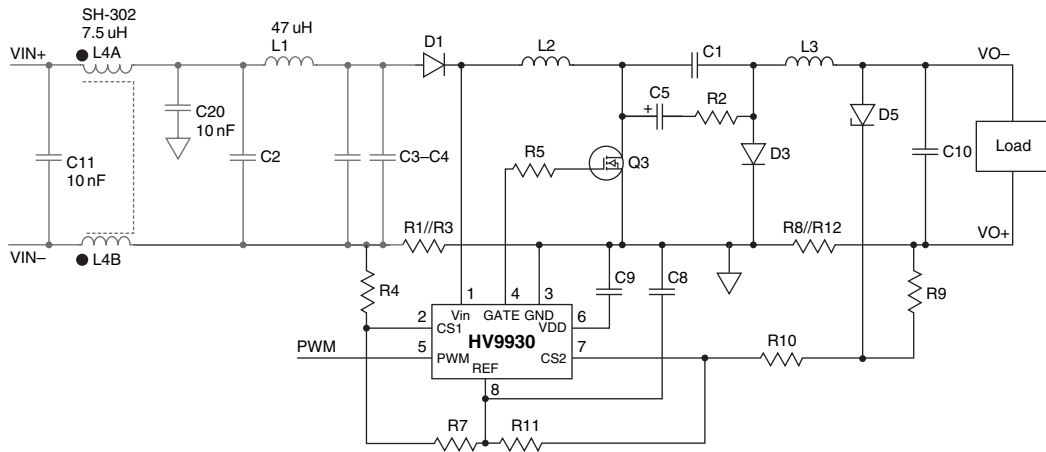 SH-302
7.5 uH
L4A
47 uH
L1
D1
L2
C1
L3
VIN+
VO–
C20
10 nF
C5
+
R2
D5
C11
10 nF
C2
C3–C4
R5
Q3
D3
C10
Load
R1//R3
R8//R12
VO+
VIN–
L4B
R4
C9
C8
R9
1
4
3
2
Vin
GATE
GND
6
CS1
VDD
HV9930
R10
PWM
5
PWM
CS2
7
REF
8
R7
R11